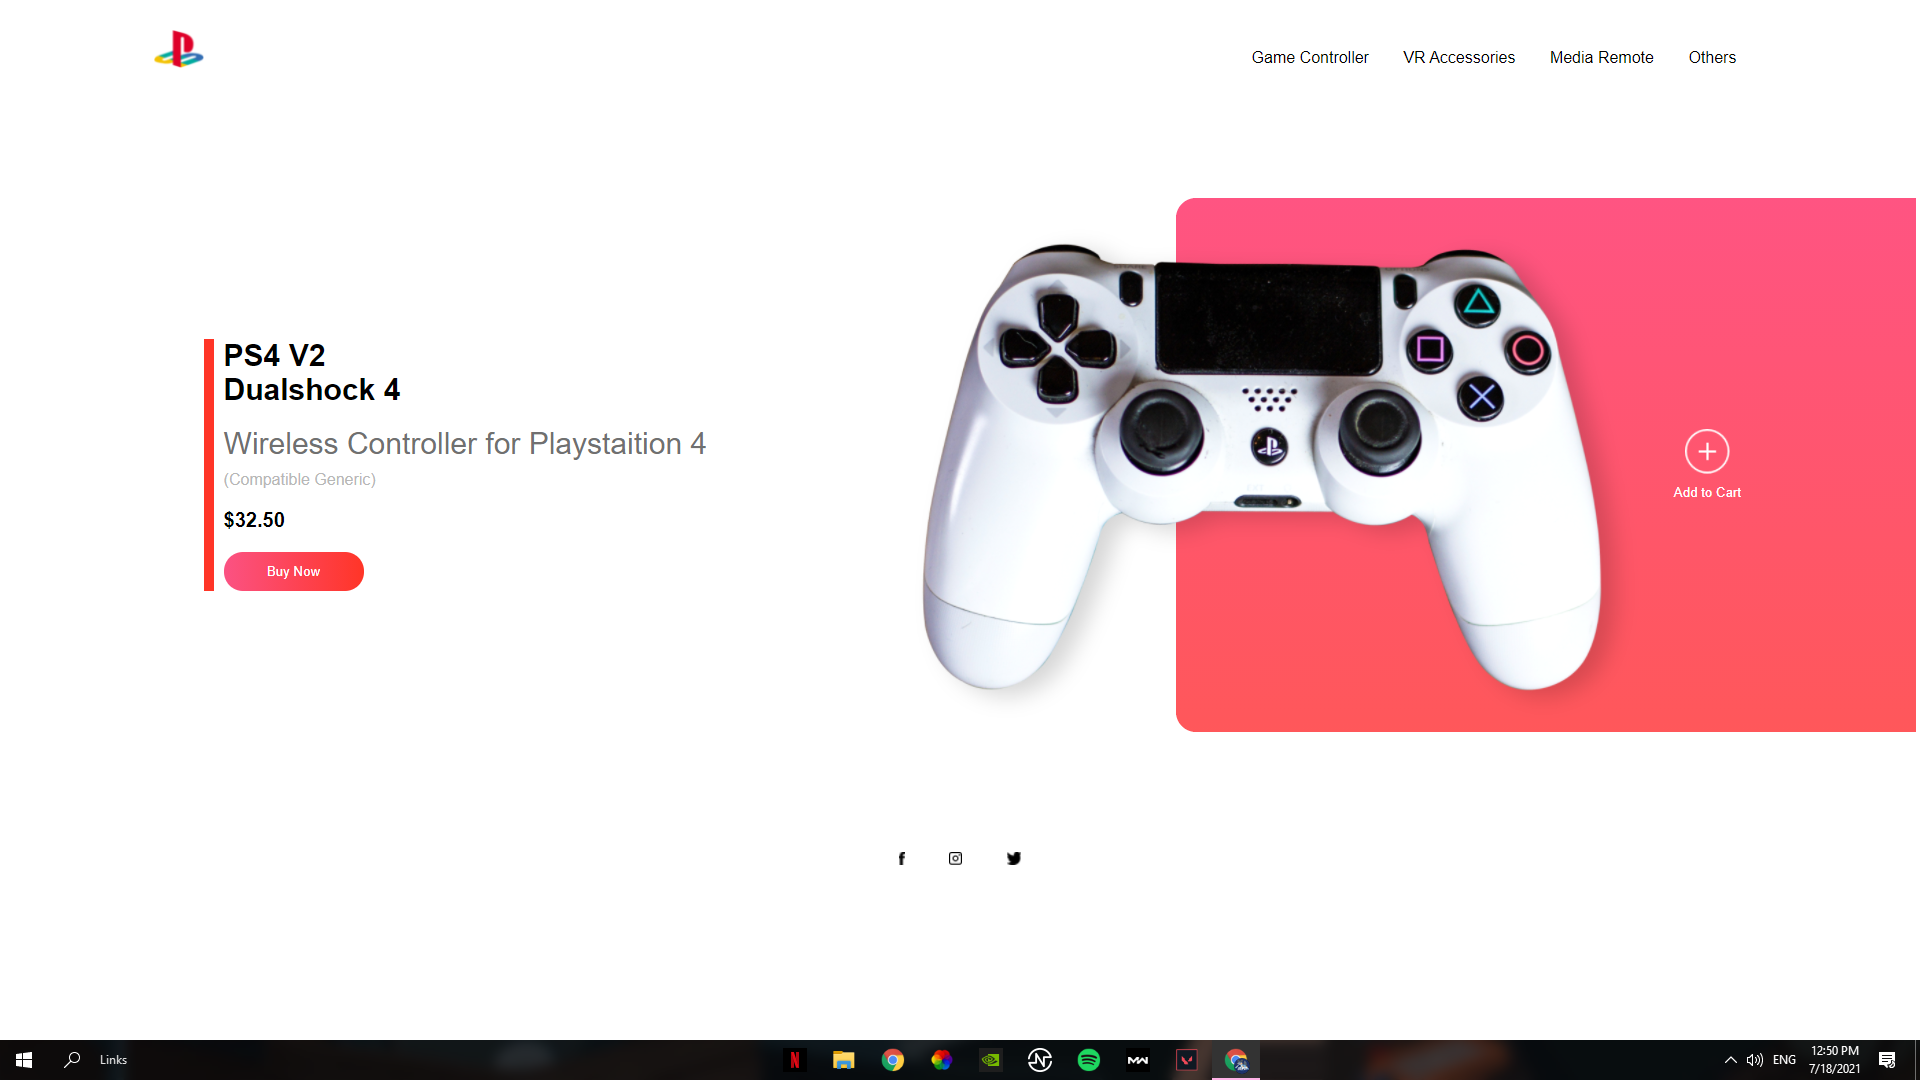 Game Controller VR Accessories Media Remote Others
PS4 V2
Dualshock 4
Wireless Controller for Playstaition 4
(Compatible Generic)
$32.50
Buy Now
Add to Cart
Links
ENG
12:50 PM
7/18/2021